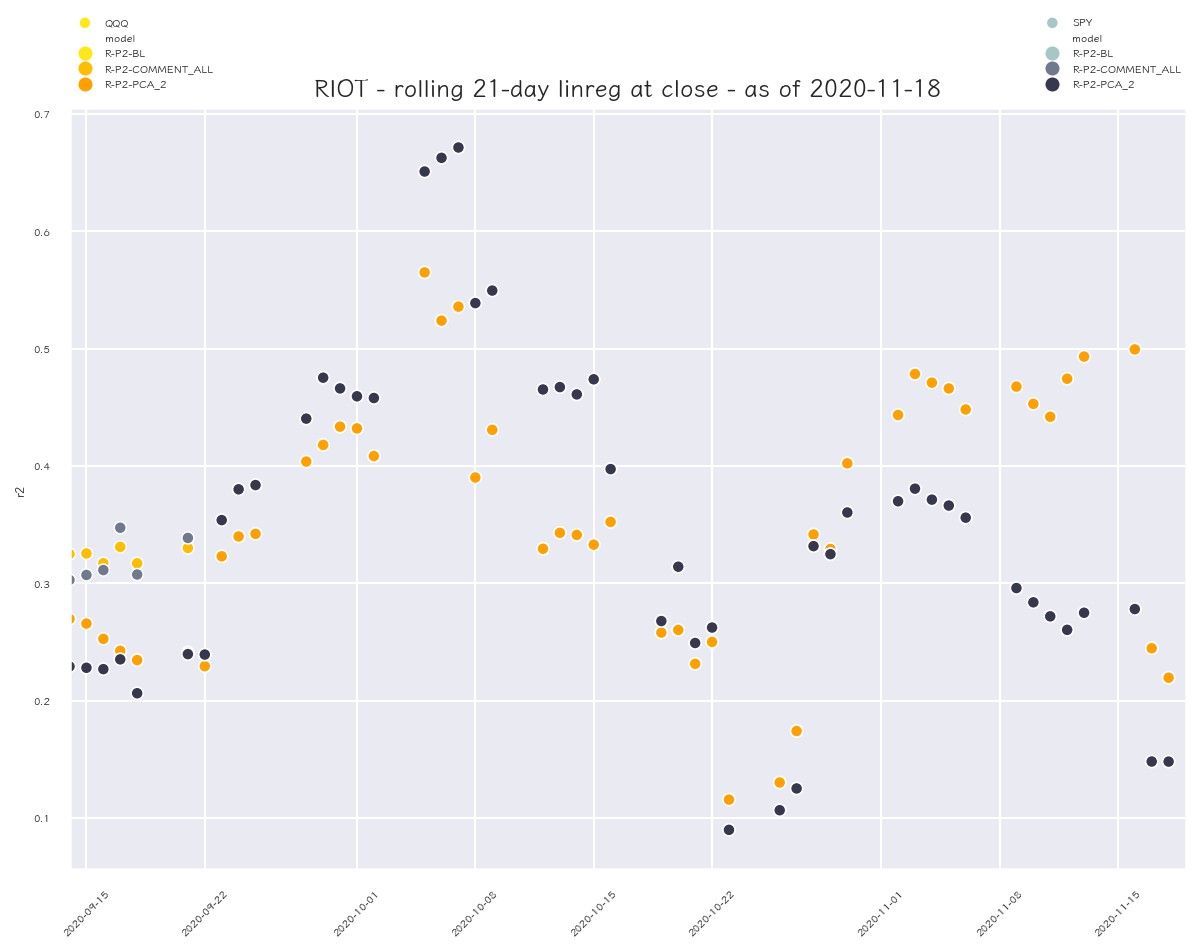 QQQ
model
R-P2-BL
R-P2-COMMENT_ALL
R-P2-PCA_2
SPY
model
R-P2-BL
R-P2-COMMENT_ALL
R-P2-PCA_2
RIOT - rolling 21-day linreg at close - as of 2020-11-18
0.7
0.6
0.5
0.4
0.3
0.2
0.1
r2
2020-09-15
2020-09-22
2020-10-01
2020-10-08
2020-10-15
2020-10-22
2020-11-01
2020-11-08
2020-11-15